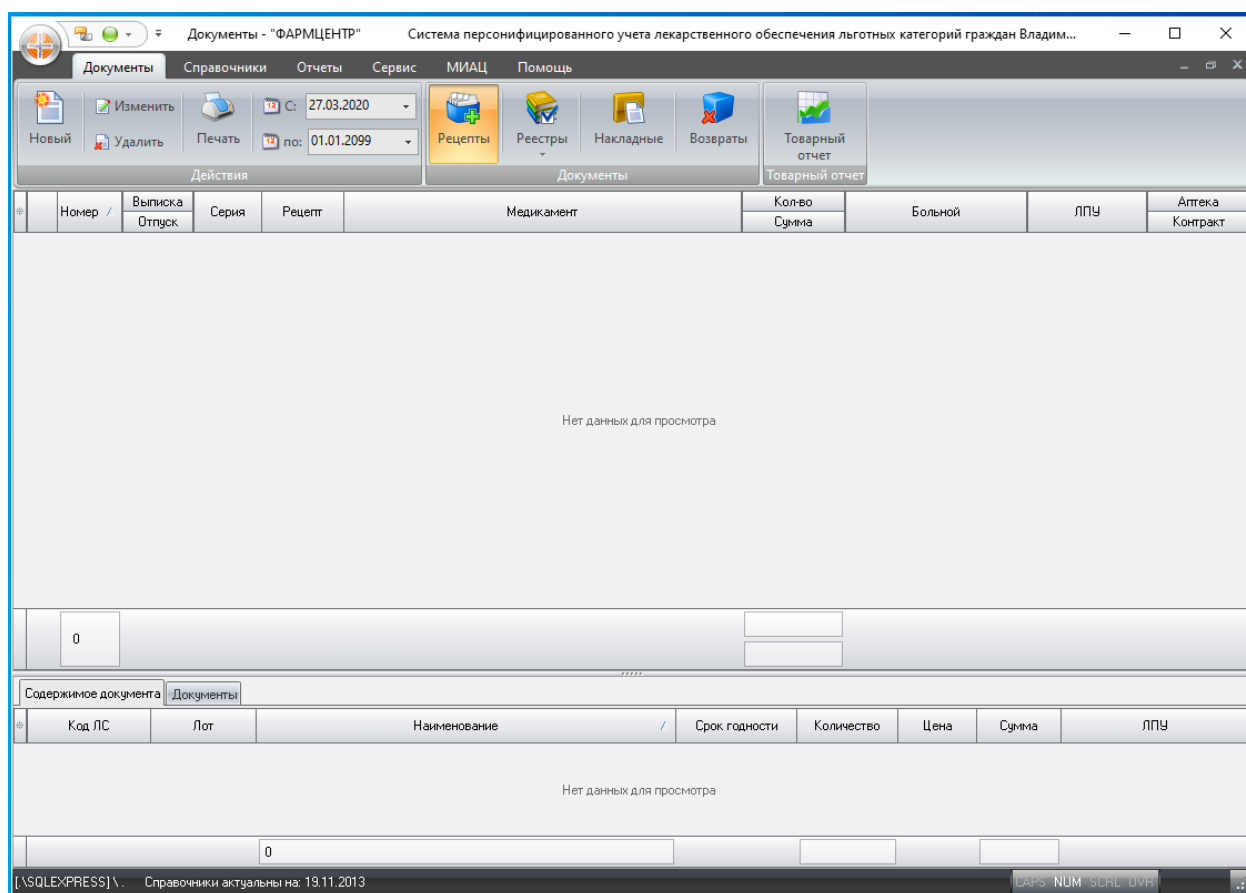 Документы - "ФАРМЦЕНТР" Система персонифицированного учета лекарственного обеспечения льготных категорий граждан Владим...
Документы Справочники Отчеты Сервис МИАЦ Помощь
Новый Изменить Удалить Печать С: 27.03.2020 по: 01.01.2099 Рецепты Реестры Накладные Возвраты Товарный отчет
Действия Документы Товарный отчет
Номер Выписка Отпуск Серия Рецепт Медикамент Кол-во Сумма Больной ЛПУ Аптека Контракт
Нет данных для просмотра
0
Содержимое документа Документы
Код ЛС Лот Наименование Срок годности Количество Цена Сумма ЛПУ
Нет данных для просмотра
0
[.\SQLEXPRESS] \ . Справочники актуальны на: 19.11.2013 CAPS NUM SCRL OVR